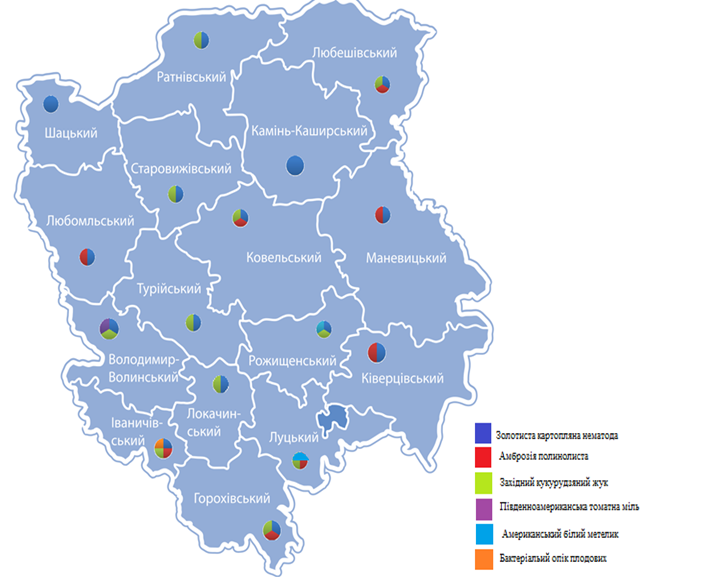 Любешівський
Ратнівський
Шацький
Камінь-Каширський
Старовижівський
Любомльський
Ковельський
Маневицький
Турійський
Володимир-
Волинський
Рожищенський
Ківерцівський
Іваничів-
ський
Локачин-
ський
Луцький
Горохівський
Золотиста картопляна нематода
Амброзія полинолиста
Західний кукурудзяний жук
Південноамериканська томатна міль
Американський білий метелик
Бактеріальний опік плодових